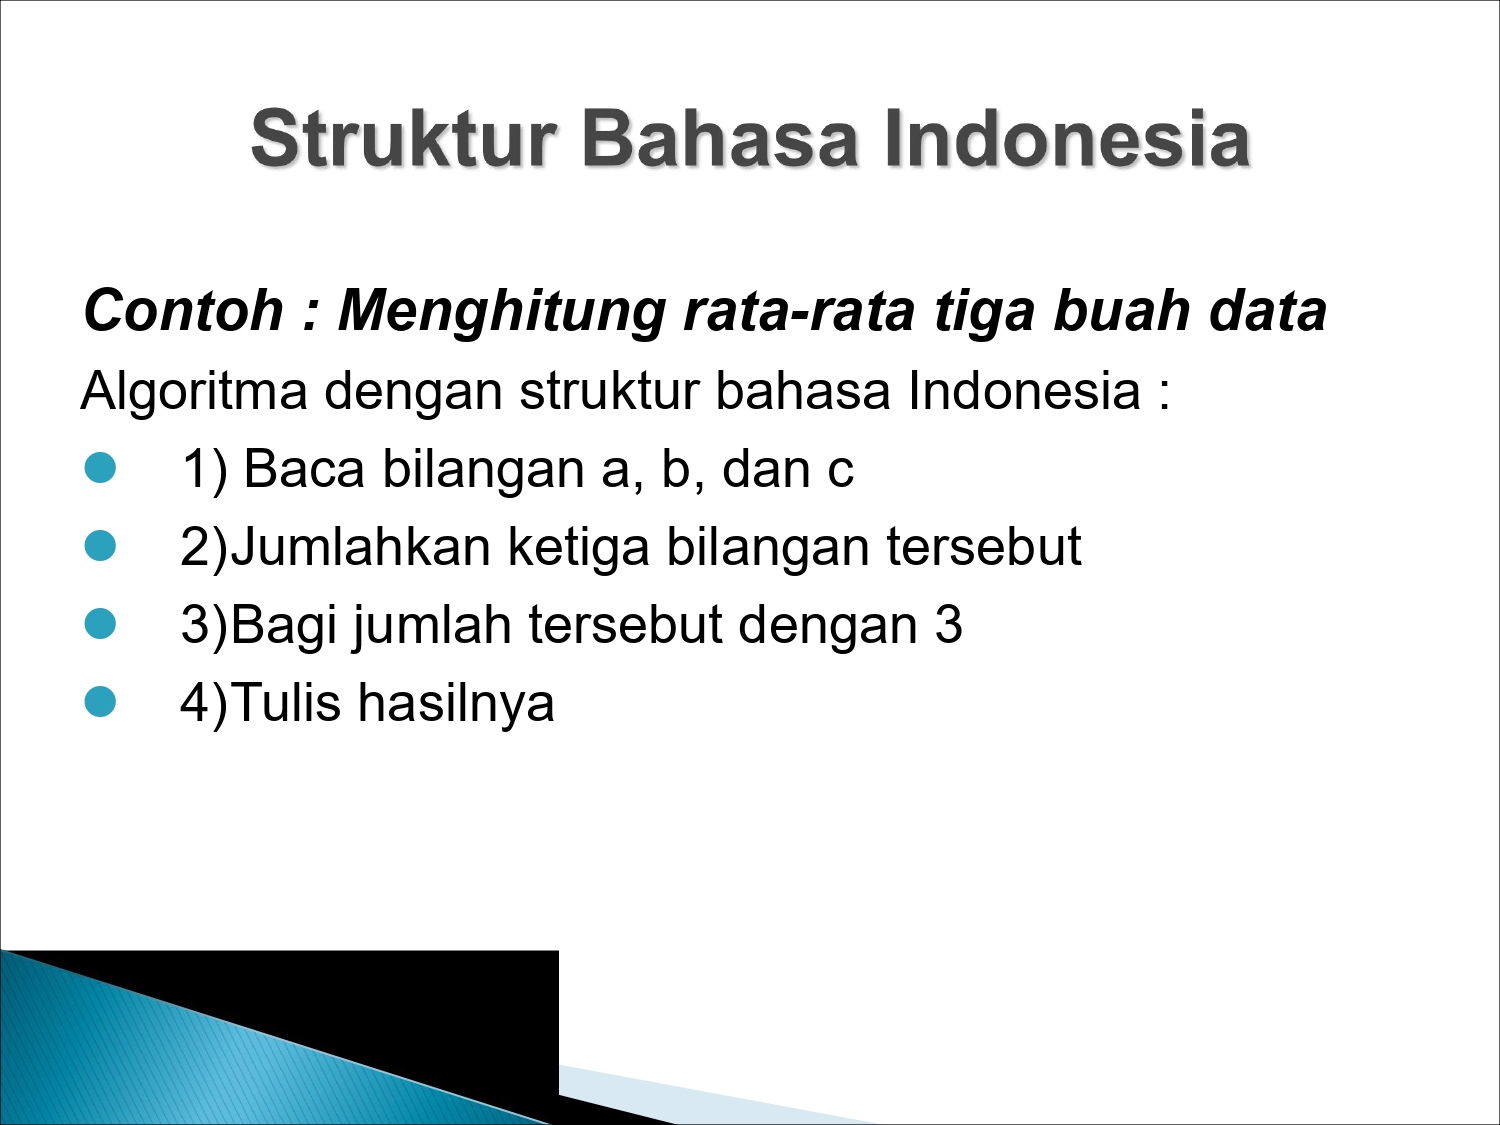 Struktur Bahasa Indonesia
Contoh : Menghitung rata-rata tiga buah data
Algoritma dengan struktur bahasa Indonesia :
1) Baca bilangan a, b, dan c
2)Jumlahkan ketiga bilangan tersebut
3)Bagi jumlah tersebut dengan 3
4)Tulis hasilnya